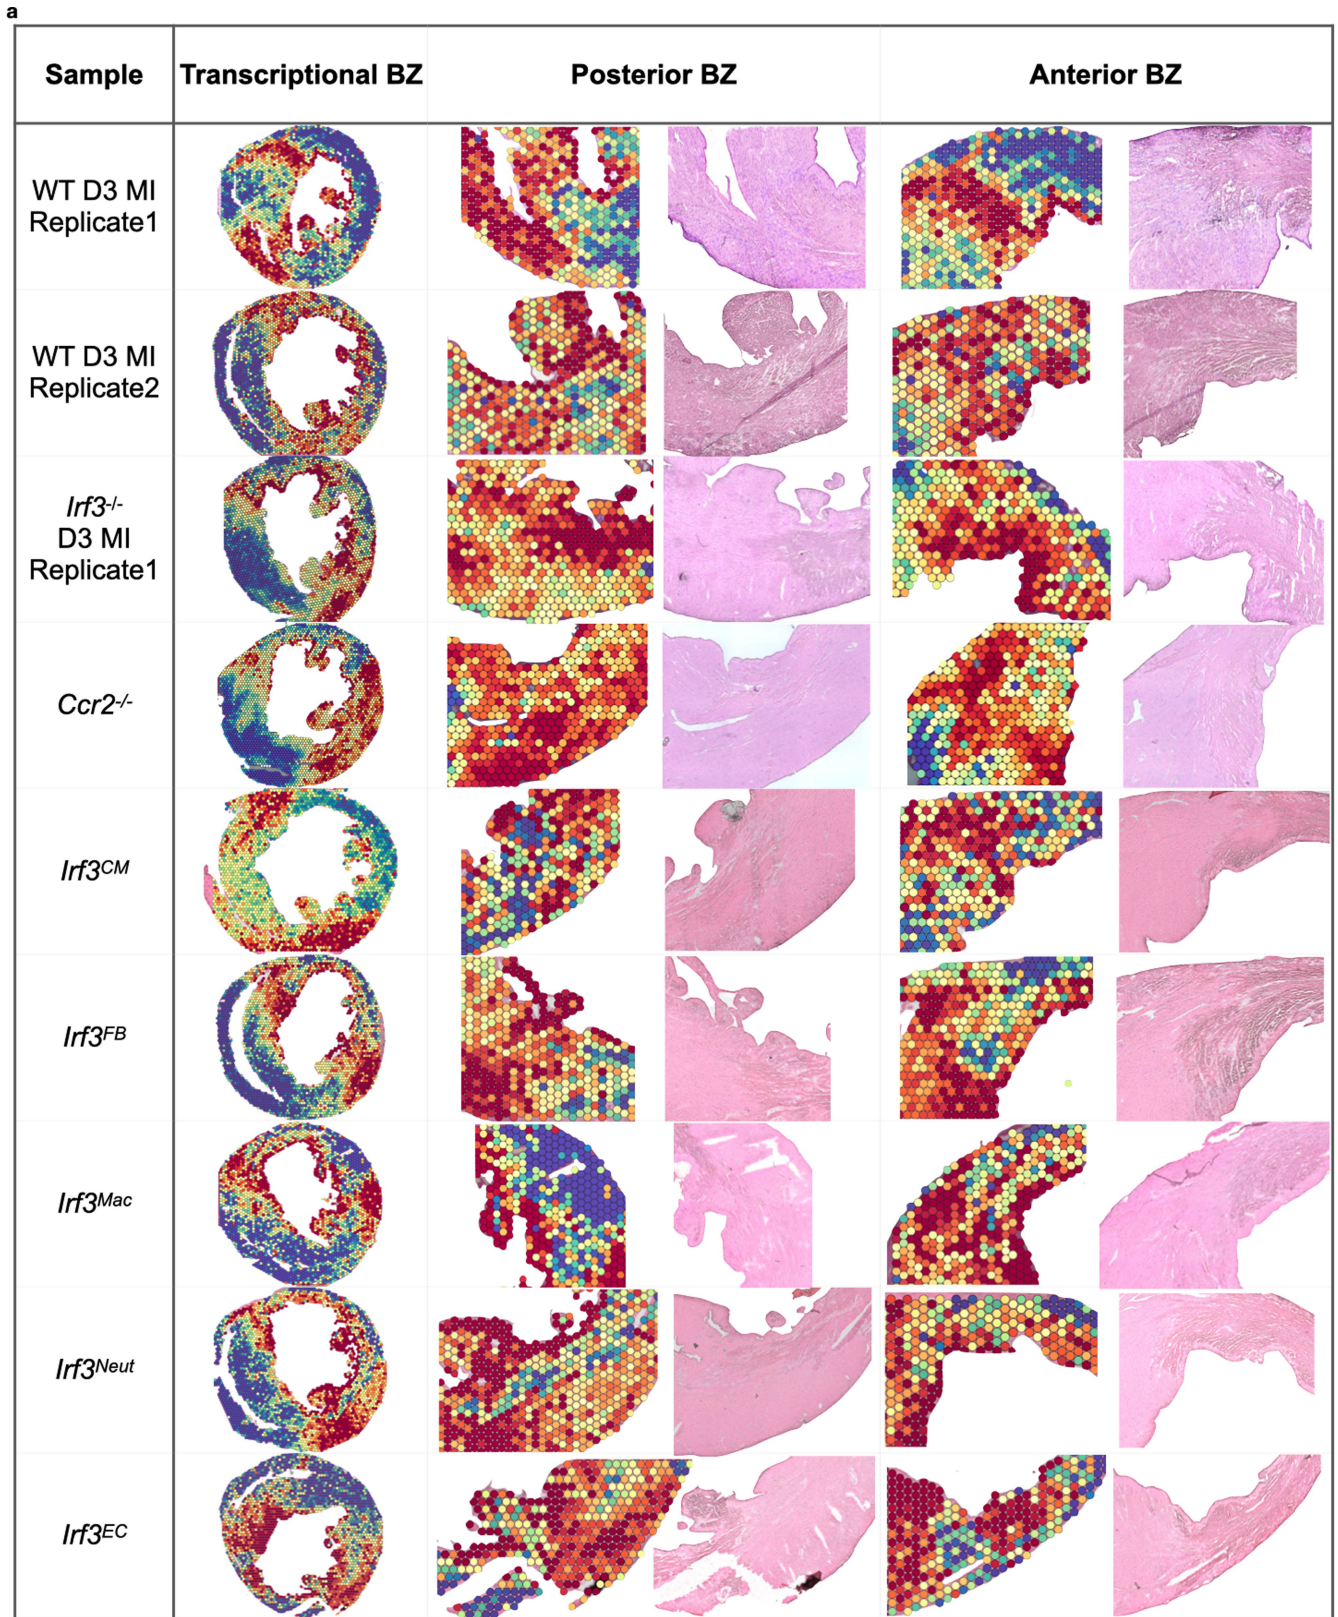 a
Sample Transcriptional BZ Posterior BZ Anterior BZ
WT D3 MI
Replicate1
WT D3 MI
Replicate2
Irf3-/-
D3 MI
Replicate1
Ccr2-/-
Irf3CM
Irf3FB
Irf3Mac
Irf3Neut
Irf3EC